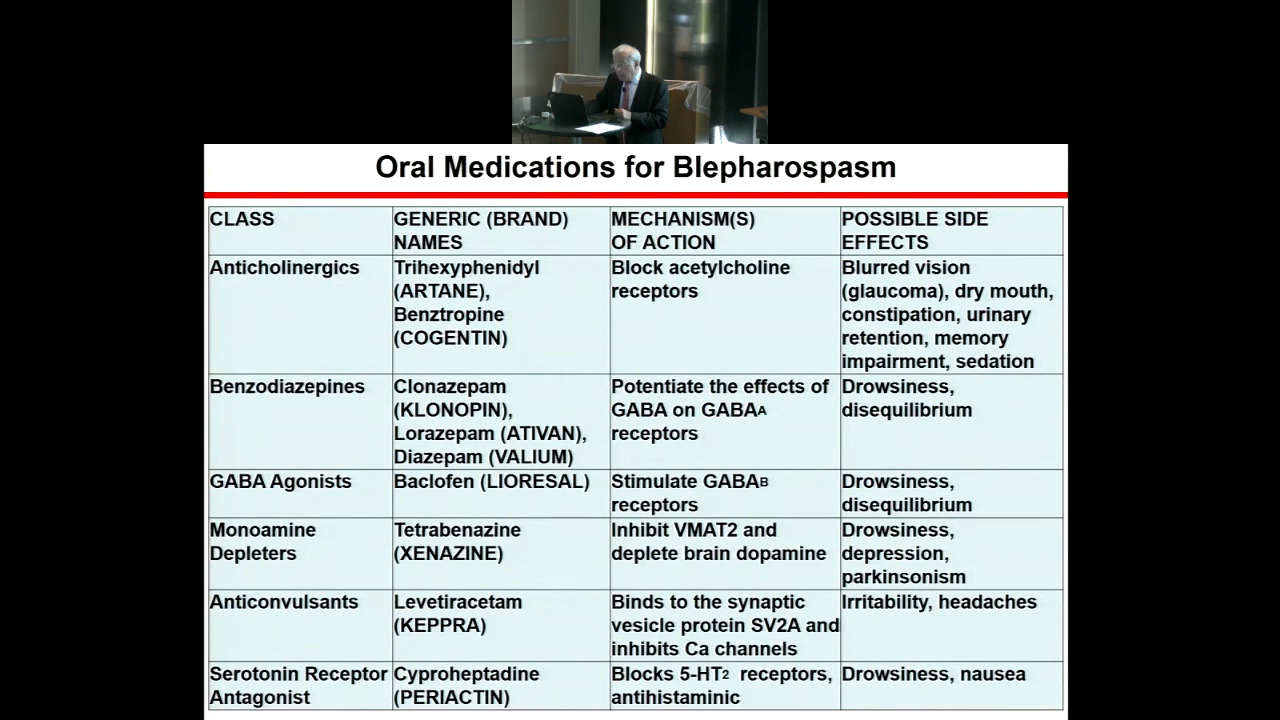 Oral Medications for Blepharospasm
CLASS
GENERIC (BRAND)
NAMES
MECHANISM(S)
OF ACTION
POSSIBLE SIDE
EFFECTS
Anticholinergics
Trihexyphenidyl
(ARTANE),
Benztropine
(COGENTIN)
Block acetylcholine
receptors
Blurred vision
(glaucoma), dry mouth,
constipation, urinary
retention, memory
impairment, sedation
Benzodiazepines
Clonazepam
(KLONOPIN),
Lorazepam (ATIVAN),
Diazepam (VALIUM)
Potentiate the effects of
GABA on GABAA
receptors
Drowsiness,
disequilibrium
GABA Agonists
Baclofen (LIORESAL)
Stimulate GABAB
receptors
Drowsiness,
disequilibrium
Monoamine
Depleters
Tetrabenazine
(XENAZINE)
Inhibit VMAT2 and
deplete brain dopamine
Drowsiness,
depression,
parkinsonism
Anticonvulsants
Levetiracetam
(KEPPRA)
Binds to the synaptic
vesicle protein SV2A and
inhibits Ca channels
Irritability, headaches
Serotonin Receptor
Antagonist
Cyproheptadine
(PERIACTIN)
Blocks 5-HT2 receptors,
antihistaminic
Drowsiness, nausea